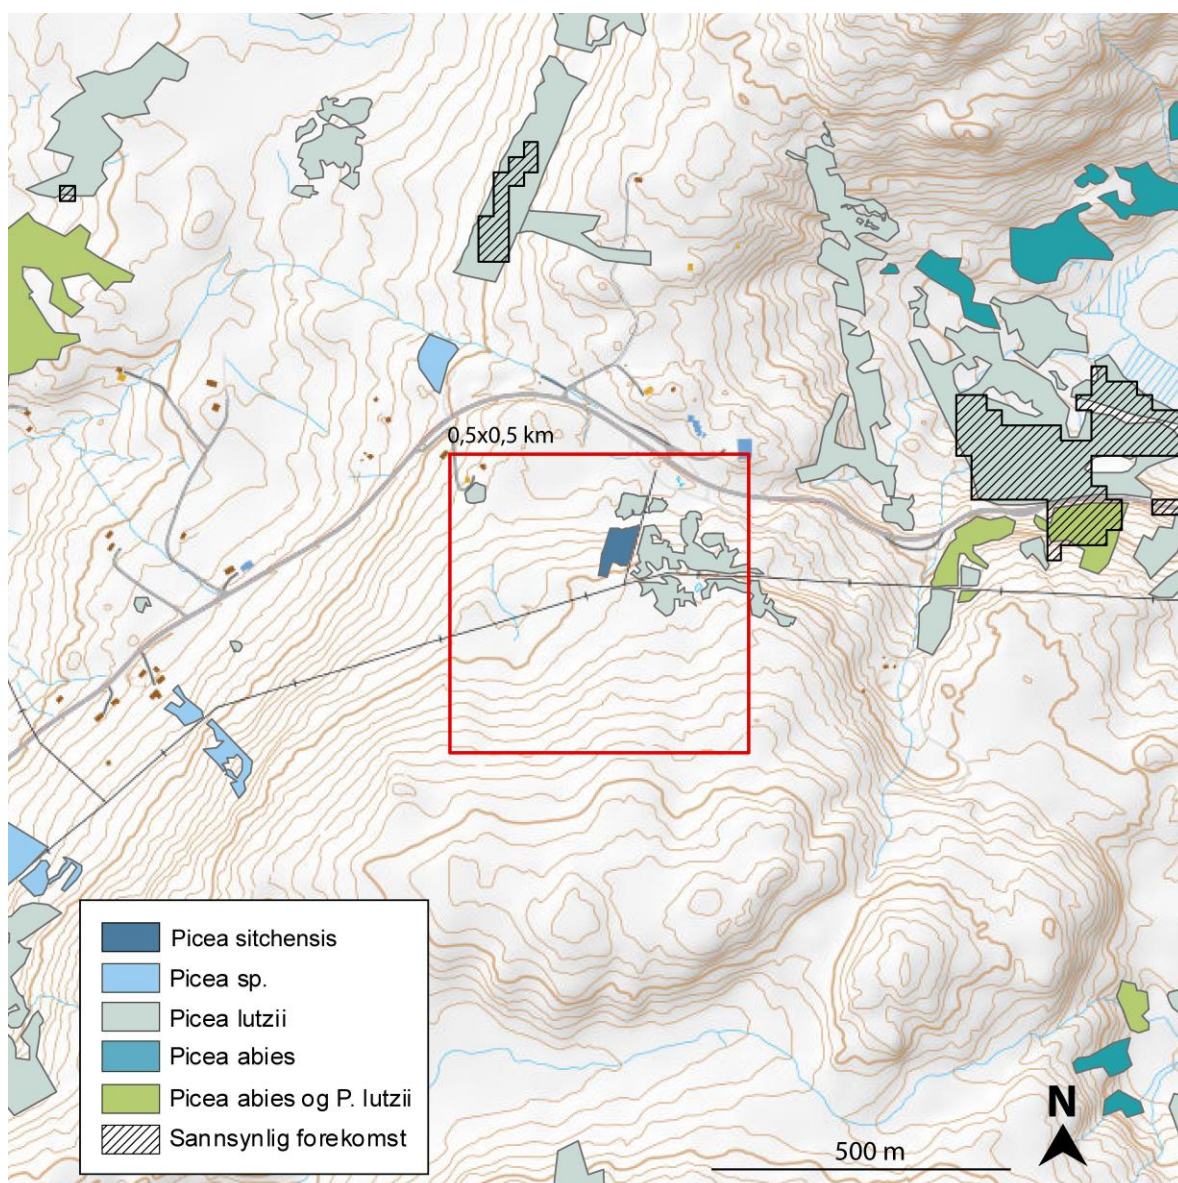 0,5x0,5 km
Picea sitchensis
Picea sp.
Picea lutzii
Picea abies
Picea abies og P. lutzii
Sannsynlig forekomst
500 m
N